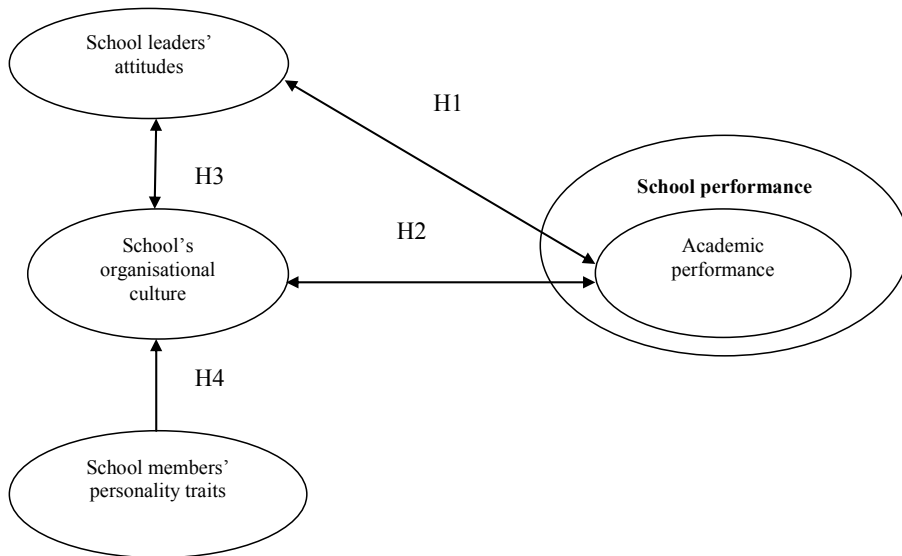 School leaders’
attitudes
H1
H3
School performance
School’s
organisational
culture
H2
Academic
performance
H4
School members’
personality traits